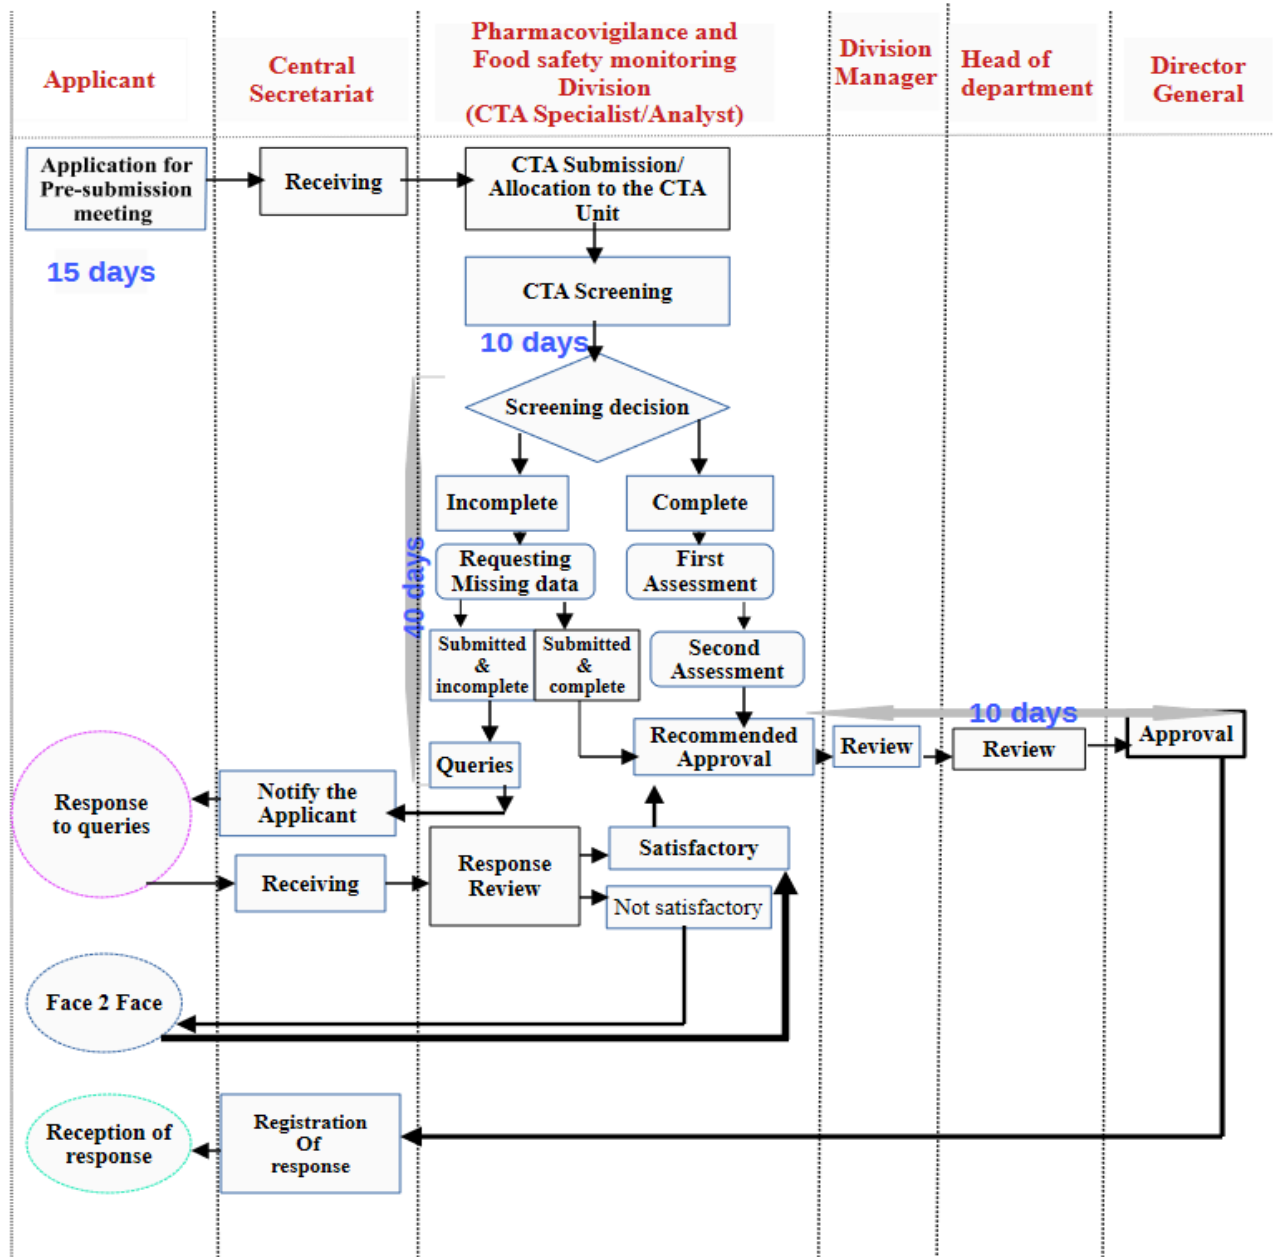 Applicant
Central
Secretariat
Pharmacovigilance and
Food safety monitoring
Division
(CTA Specialist/Analyst)
Division
Manager
Head of
department
Director
General
Application for
Pre-submission
meeting
Receiving
CTA Submission/
Allocation to the CTA
Unit
15 days
CTA Screening
10 days
Screening decision
40 days
Incomplete
Complete
Requesting
Missing data
First
Assessment
Submitted
&
incomplete
Submitted
&
complete
Second
Assessment
Recommended
Approval
10 days
Review
Review
Approval
Queries
Notify the
Applicant
Response
to queries
Receiving
Response
Review
Satisfactory
Not satisfactory
Face 2 Face
Registration
Of
response
Reception of
response